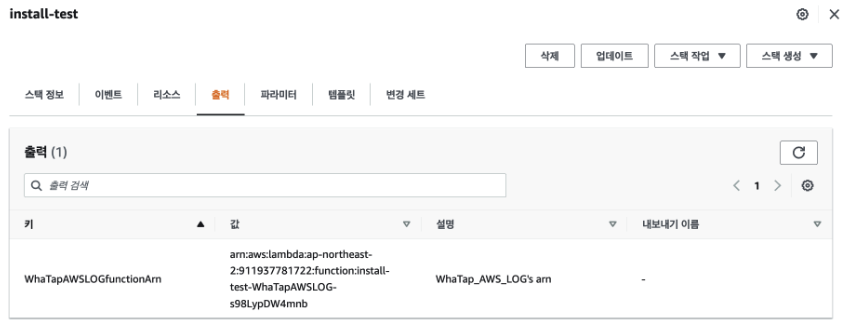 install-test
삭제 업데이트 스택 작업 스택 생성
스택 정보 이벤트 리소스 출력 파라미터 템플릿 변경 세트
출력 (1)
출력 검색 1
키 값 설명 내보내기 이름
arn:aws:lambda:ap-northeast-
2:911937781722:function:install-
WhaTapAWSLOGfunctionArn test-WhaTapAWSLOG- WhaTap_AWS_LOG's arn -
s98LypDW4mnb